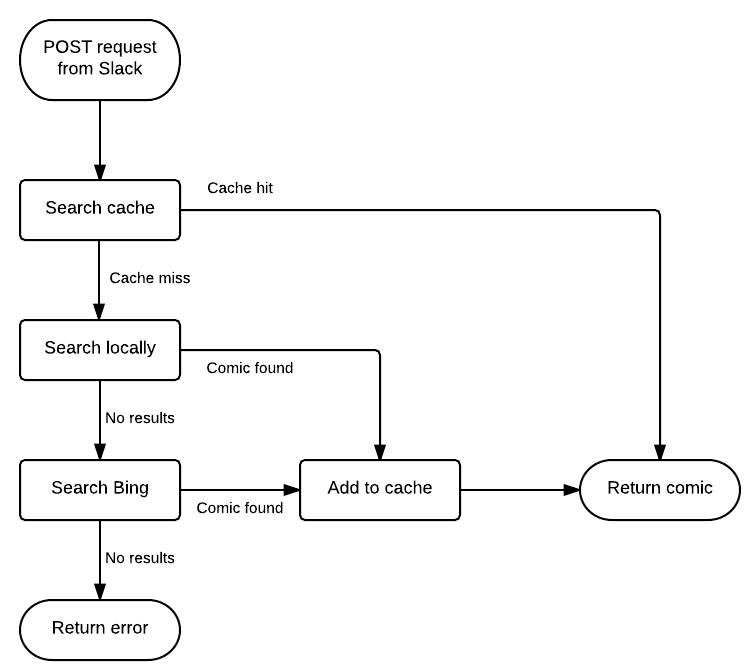 POST request
from Slack
Cache hit
Search cache
Cache miss
Search locally
Comic found
No results
Search Bing
Add to cache
Return comic
Comic found
No results
Return error